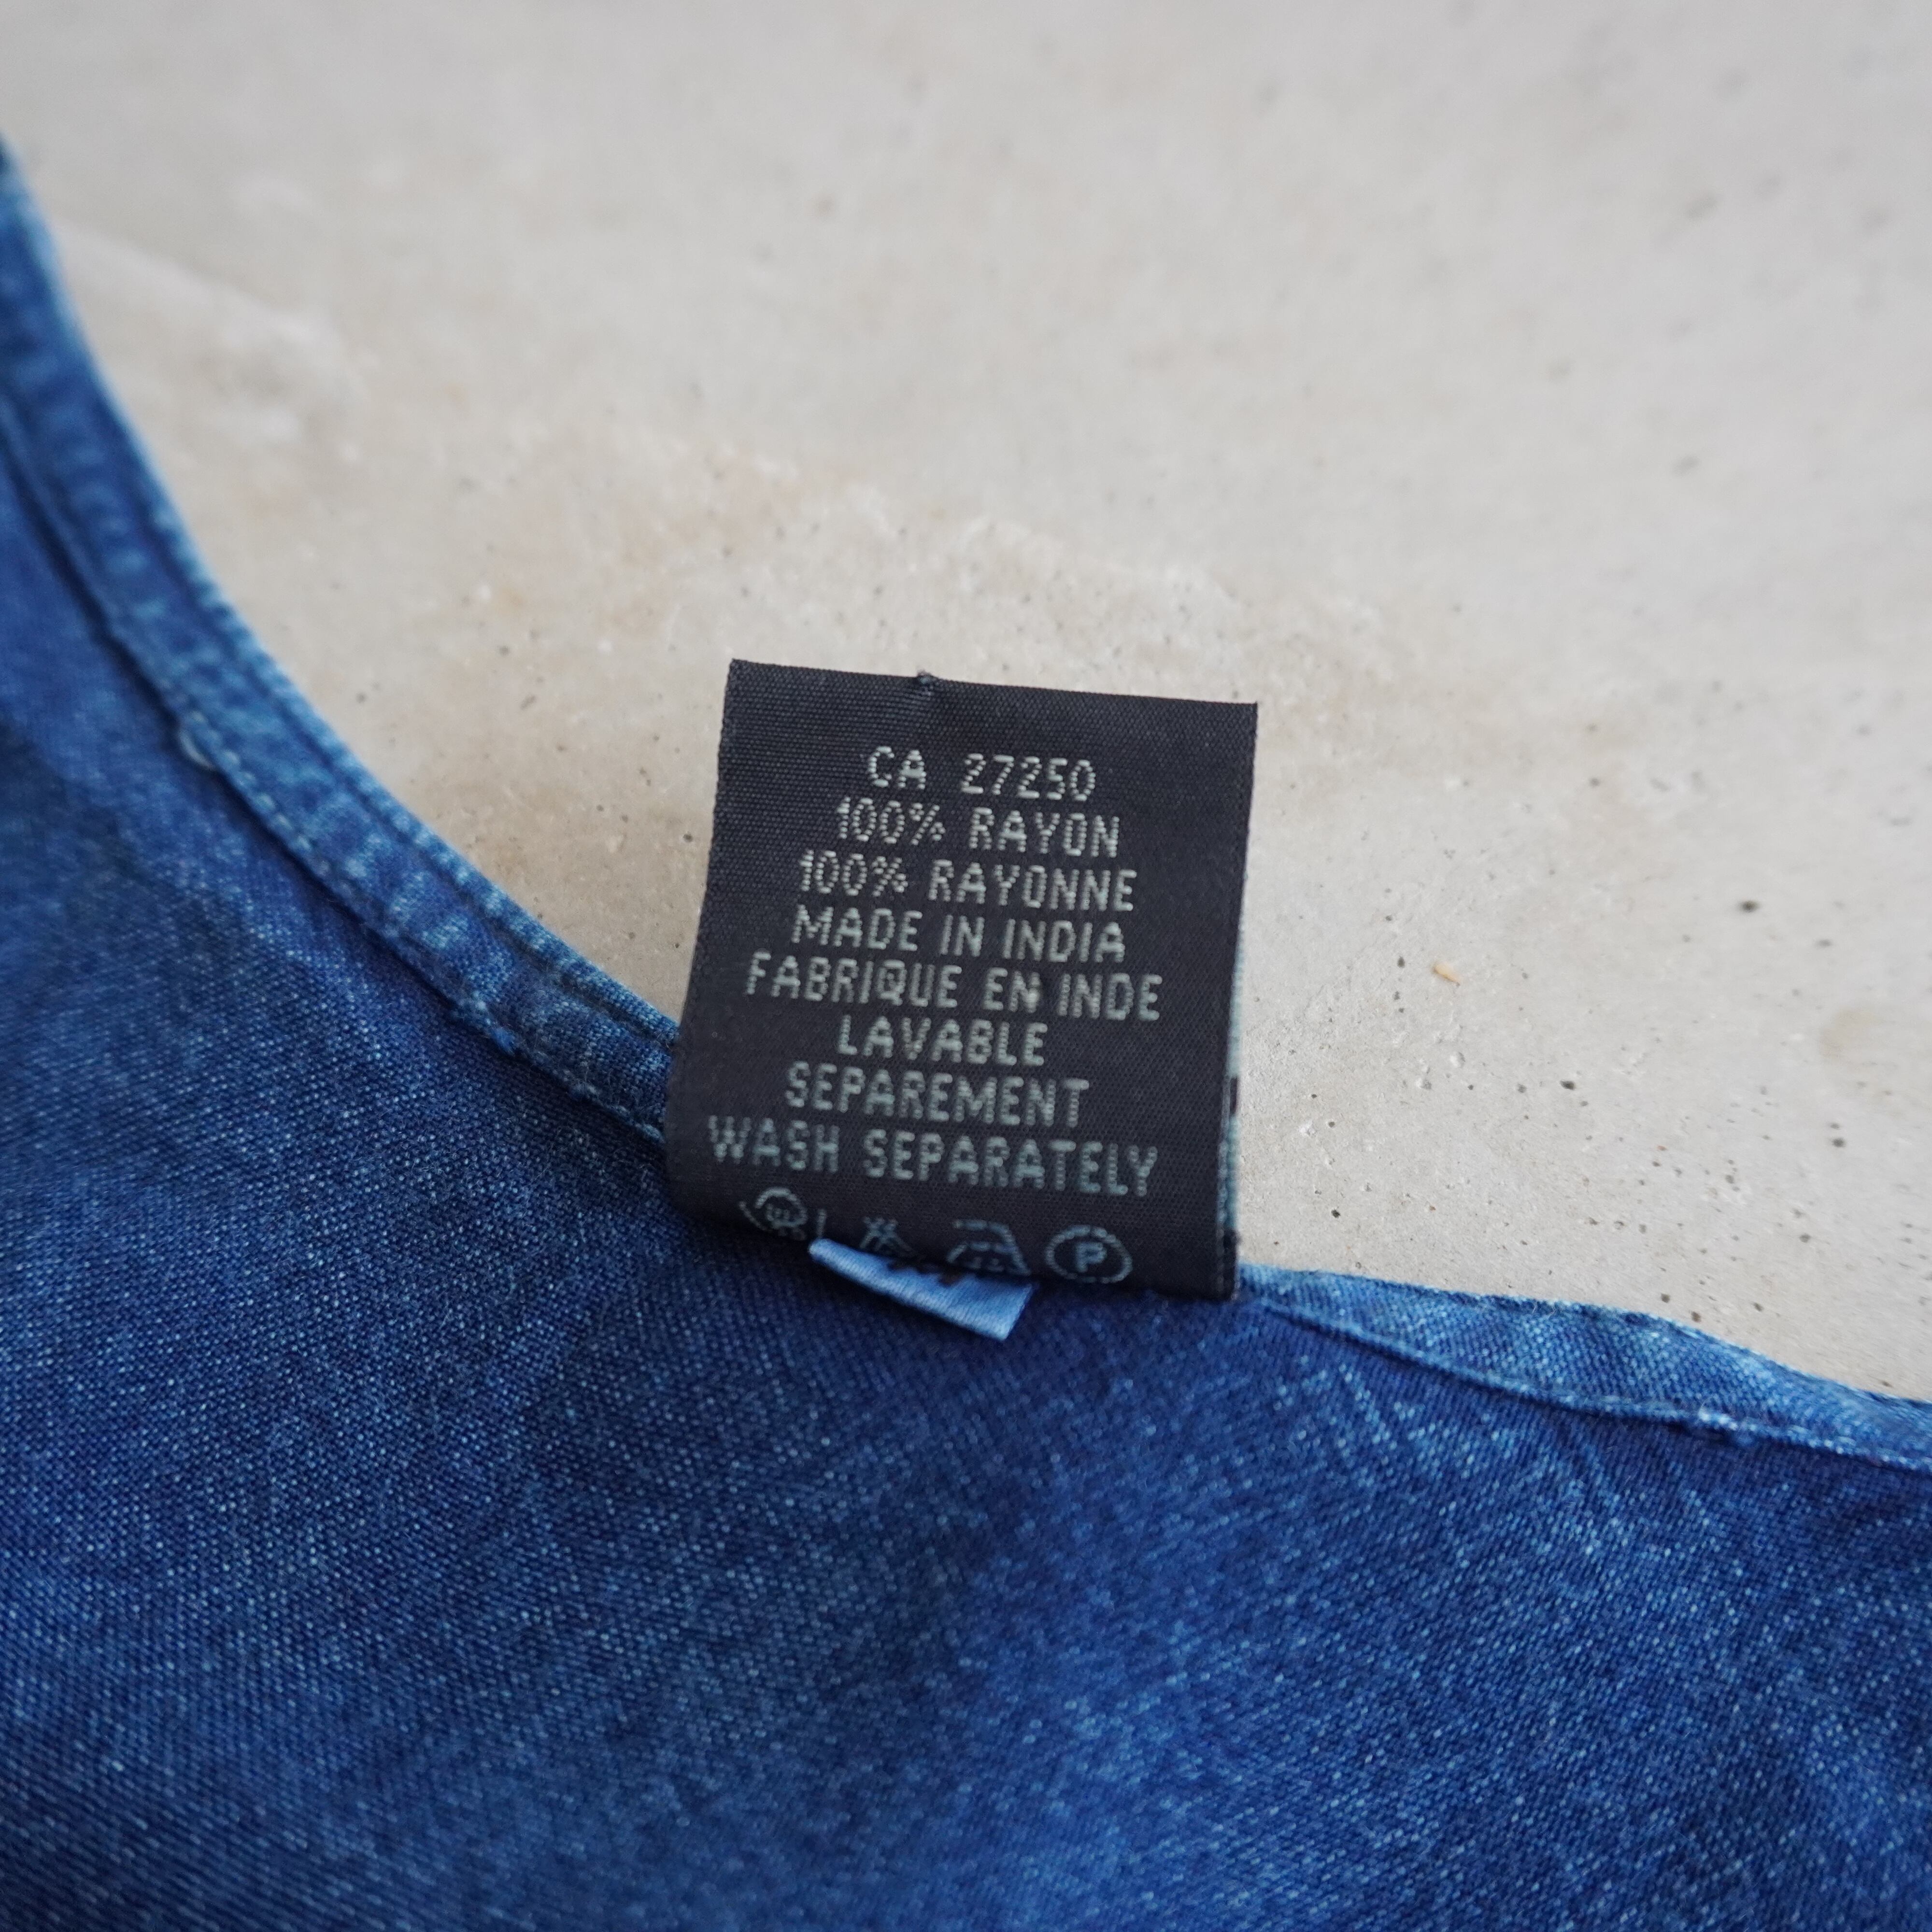 CA 27250
100% RAYON
100% RAYONNE
MADE IN INDIA
FABRIQUE EN INDE
LAVABLE
SEPAREMENT
WASH SEPARATELY
P